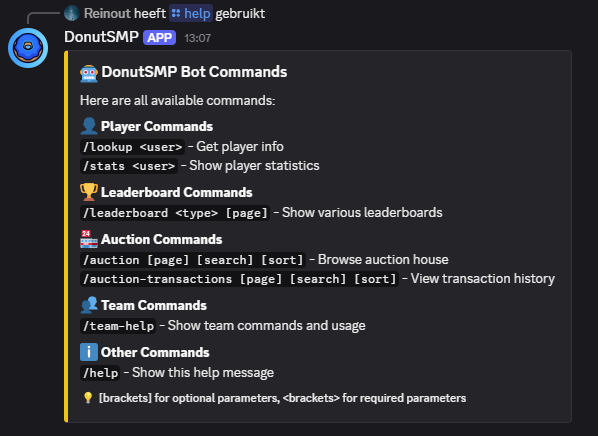 Reinout heeft help gebruikt
DonutSMP APP 13:07
DonutSMP Bot Commands
Here are all available commands:
Player Commands
/lookup <user> - Get player info
/stats <user> - Show player statistics
Leaderboard Commands
/leaderboard <type> [page] - Show various leaderboards
24 Auction Commands
/auction [page] [search] [sort] - Browse auction house
/auction-transactions [page] [search] [sort] - View transaction history
Team Commands
/team-help - Show team commands and usage
i Other Commands
/help - Show this help message
[brackets] for optional parameters, <brackets> for required parameters